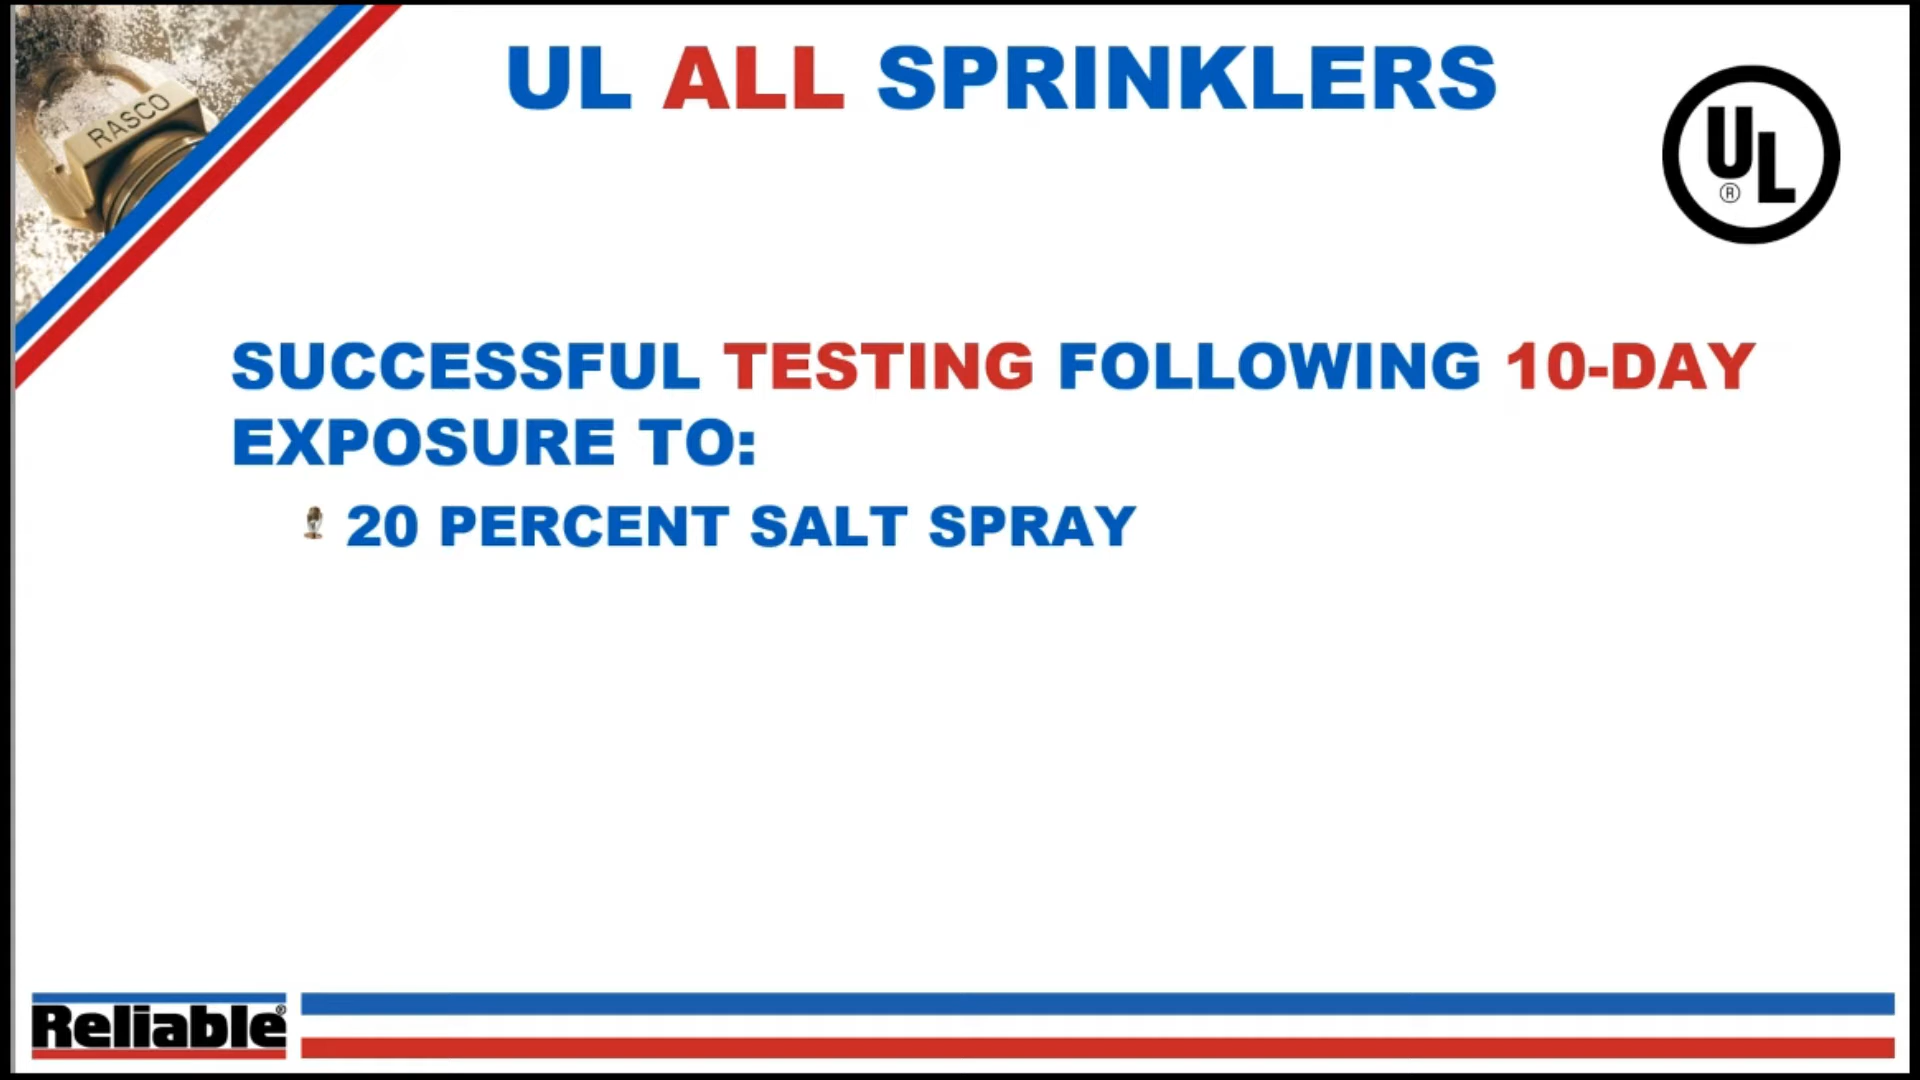 UL ALL SPRINKLERS
RASCO
UL
®
SUCCESSFUL TESTING FOLLOWING 10-DAY
EXPOSURE TO:
20 PERCENT SALT SPRAY
Reliable®